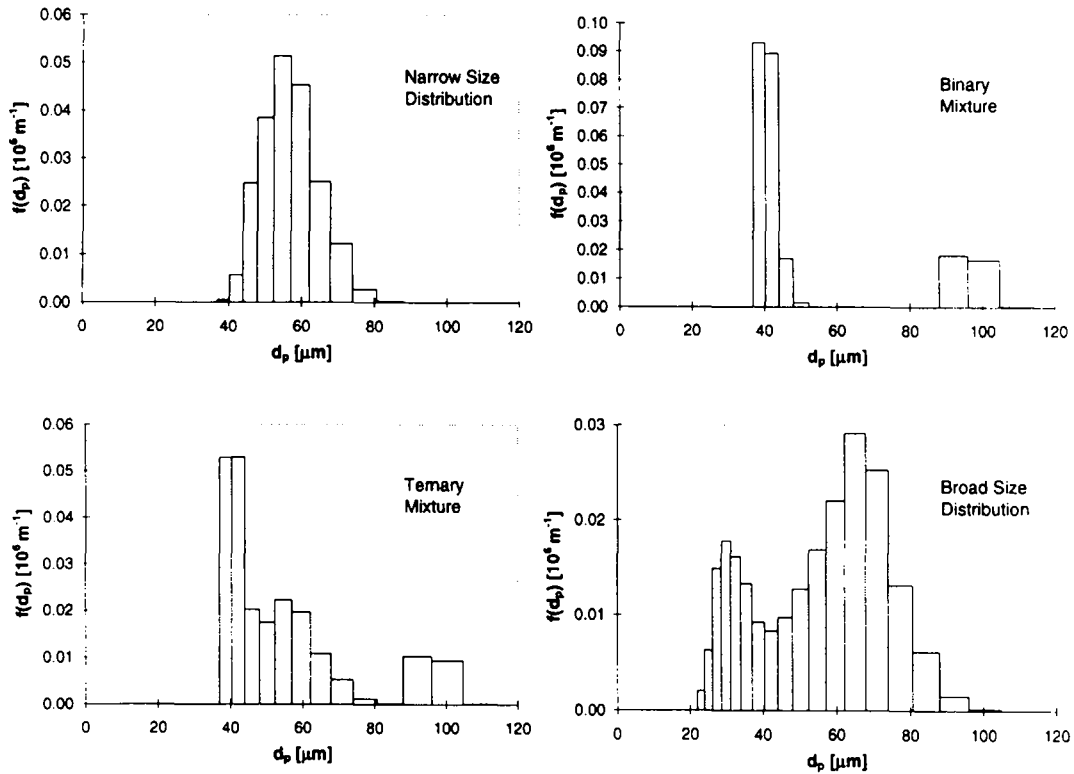 0.06
0.05
0.04
0.03
0.02
0.01
0.00
f(dₚ) [10⁶ m⁻¹]
Narrow Size
Distribution
0 20 40 60 80 100 120
dₚ [μm]
0.10
0.09
0.08
0.07
0.06
0.05
0.04
0.03
0.02
0.01
0.00
f(dₚ) [10⁶ m⁻¹]
Binary
Mixture
0 20 40 60 80 100 120
dₚ [μm]
0.06
0.05
0.04
0.03
0.02
0.01
0.00
f(dₚ) [10⁶ m⁻¹]
Ternary
Mixture
0 20 40 60 80 100 120
dₚ [μm]
0.03
0.02
0.01
0.00
f(dₚ) [10⁶ m⁻¹]
Broad Size
Distribution
0 20 40 60 80 100 120
dₚ [μm]